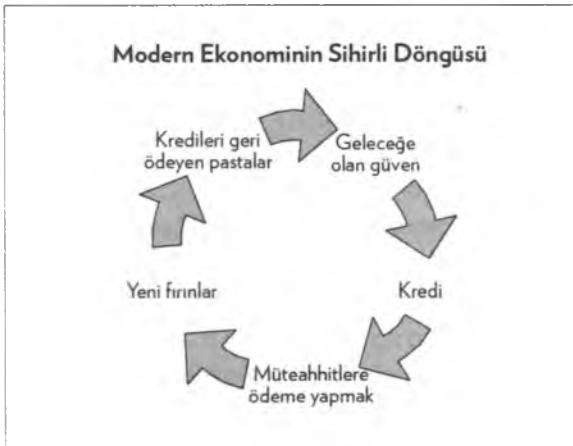 Modern Ekonominin Sihirli Döngüsü
Kredileri geri
ödeyen pastalar
Geleceğe
olan güven
Yeni fırınlar
Kredi
Müteahhitlere
ödeme yapmak